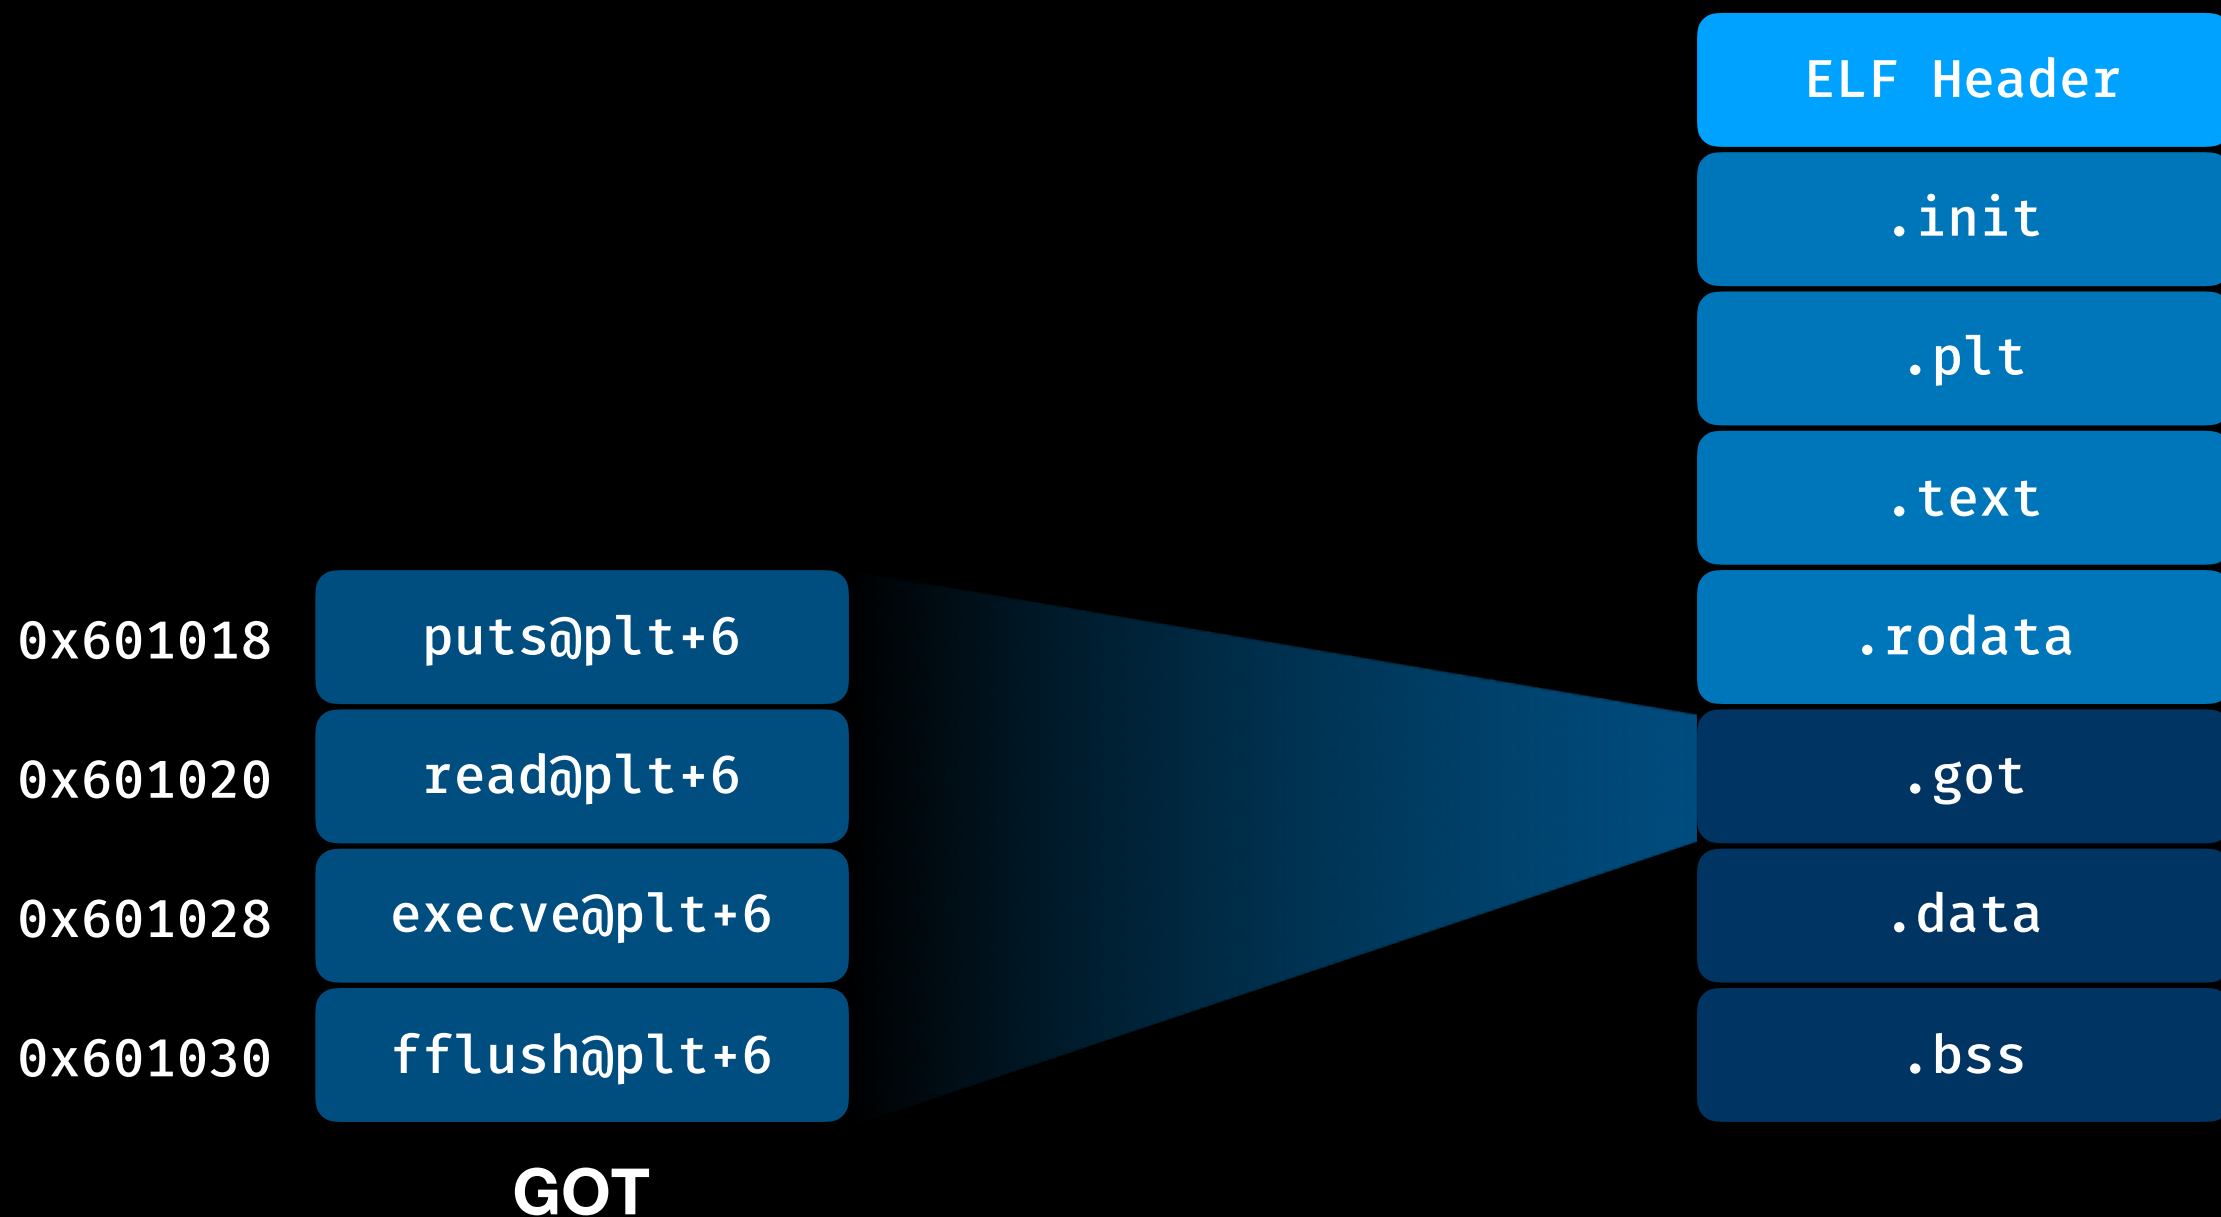 ELF Header
.init
.plt
.text
0x601018 puts@plt+6 .rodata
0x601020 read@plt+6 .got
0x601028 execve@plt+6 .data
0x601030 fflush@plt+6 .bss
GOT